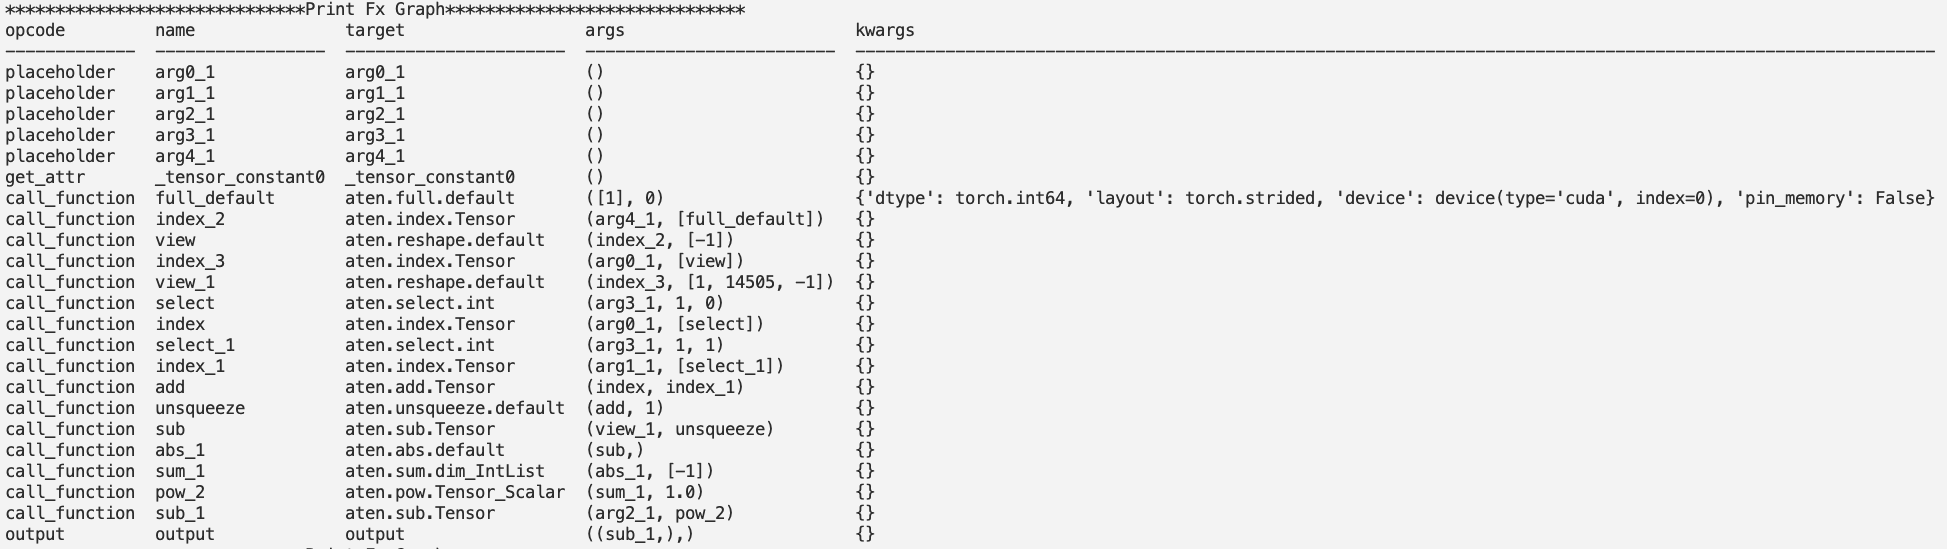 ******************************Print Fx Graph******************************
opcode         name              target                  args                       kwargs
-------------  ----------------  ----------------------  -------------------------  ------------------------------------------------------------------------------------------------------------
placeholder    arg0_1            arg0_1                  ()                         {}
placeholder    arg1_1            arg1_1                  ()                         {}
placeholder    arg2_1            arg2_1                  ()                         {}
placeholder    arg3_1            arg3_1                  ()                         {}
placeholder    arg4_1            arg4_1                  ()                         {}
get_attr       _tensor_constant0  _tensor_constant0      ()                         {}
call_function  full_default      aten.full.default       ([1], 0)                   {'dtype': torch.int64, 'layout': torch.strided, 'device': device(type='cuda', index=0), 'pin_memory': False}
call_function  index_2           aten.index.Tensor       (arg4_1, [full_default])   {}
call_function  view              aten.reshape.default    (index_2, [-1])            {}
call_function  index_3           aten.index.Tensor       (arg0_1, [view])           {}
call_function  view_1            aten.reshape.default    (index_3, [1, 14505, -1])  {}
call_function  select            aten.select.int         (arg3_1, 1, 0)             {}
call_function  index             aten.index.Tensor       (arg0_1, [select])         {}
call_function  select_1          aten.select.int         (arg3_1, 1, 1)             {}
call_function  index_1           aten.index.Tensor       (arg1_1, [select_1])       {}
call_function  add               aten.add.Tensor         (index, index_1)           {}
call_function  unsqueeze         aten.unsqueeze.default  (add, 1)                   {}
call_function  sub               aten.sub.Tensor         (view_1, unsqueeze)        {}
call_function  abs_1             aten.abs.default        (sub,)                     {}
call_function  sum_1             aten.sum.dim_IntList    (abs_1, [-1])              {}
call_function  pow_2             aten.pow.Tensor_Scalar  (sum_1, 1.0)               {}
call_function  sub_1             aten.sub.Tensor         (arg2_1, pow_2)            {}
output         output            output                  ((sub_1,),)                {}